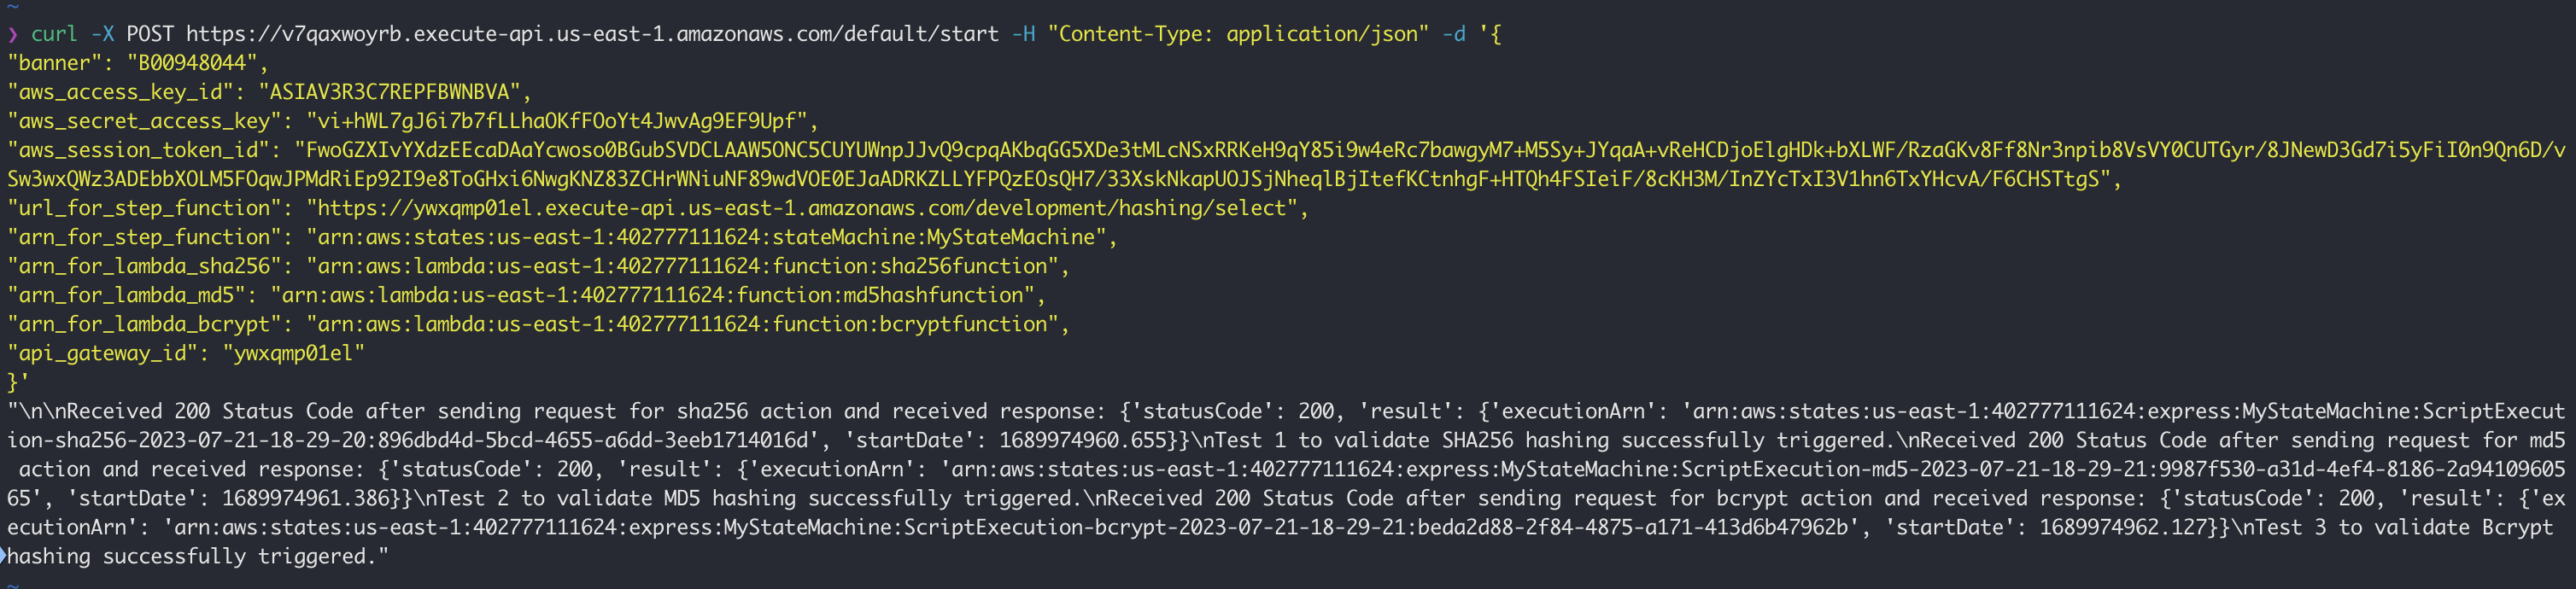 ~
❯ curl -X POST https://v7qaxwoyrb.execute-api.us-east-1.amazonaws.com/default/start -H "Content-Type: application/json" -d '{
"banner": "B00948044",
"aws_access_key_id": "ASIAV3R3C7REPFBWNBVA",
"aws_secret_access_key": "vi+hWL7gJ6i7b7fLLhaOKfFOoYt4JwvAg9EF9Upf",
"aws_session_token_id": "FwoGZXIvYXdzEEcaDAaYcwoso0BGubSVDCLAAW5ONC5CUYUWnpJJvQ9cpqAKbqGG5XDe3tMLcNSxRRKeH9qY85i9w4eRc7bawgyM7+M5Sy+JYqaA+vReHCDjoElgHDk+bXLWF/RzaGKv8Ff8Nr3npib8VsVY0CUTGyr/8JNewD3Gd7i5yFiI0n9Qn6D/v
Sw3wxQWz3ADEbbXOLM5FOqwJPMdRiEp92I9e8ToGHxi6NwgKNZ83ZCHrWNiuNF89wdVOE0EJaADRKZLLYFPQzEOsQH7/33XskNkapUOJSjNheqlBjItefKCtnhgF+HTQh4FSIeiF/8cKH3M/InZYcTxI3V1hn6TxYHcvA/F6CHSTtgS",
"url_for_step_function": "https://ywxqmp01el.execute-api.us-east-1.amazonaws.com/development/hashing/select",
"arn_for_step_function": "arn:aws:states:us-east-1:402777111624:stateMachine:MyStateMachine",
"arn_for_lambda_sha256": "arn:aws:lambda:us-east-1:402777111624:function:sha256function",
"arn_for_lambda_md5": "arn:aws:lambda:us-east-1:402777111624:function:md5hashfunction",
"arn_for_lambda_bcrypt": "arn:aws:lambda:us-east-1:402777111624:function:bcryptfunction",
"api_gateway_id": "ywxqmp01el"
}'
"\n\nReceived 200 Status Code after sending request for sha256 action and received response: {'statusCode': 200, 'result': {'executionArn': 'arn:aws:states:us-east-1:402777111624:express:MyStateMachine:ScriptExecut
ion-sha256-2023-07-21-18-29-20:896dbd4d-5bcd-4655-a6dd-3eeb1714016d', 'startDate': 1689974960.655}}\nTest 1 to validate SHA256 hashing successfully triggered.\nReceived 200 Status Code after sending request for md5
 action and received response: {'statusCode': 200, 'result': {'executionArn': 'arn:aws:states:us-east-1:402777111624:express:MyStateMachine:ScriptExecution-md5-2023-07-21-18-29-21:9987f530-a31d-4ef4-8186-2a94109605
65', 'startDate': 1689974961.386}}\nTest 2 to validate MD5 hashing successfully triggered.\nReceived 200 Status Code after sending request for bcrypt action and received response: {'statusCode': 200, 'result': {'ex
ecutionArn': 'arn:aws:states:us-east-1:402777111624:express:MyStateMachine:ScriptExecution-bcrypt-2023-07-21-18-29-21:beda2d88-2f84-4875-a171-413d6b47962b', 'startDate': 1689974962.127}}\nTest 3 to validate Bcrypt
hashing successfully triggered."
~